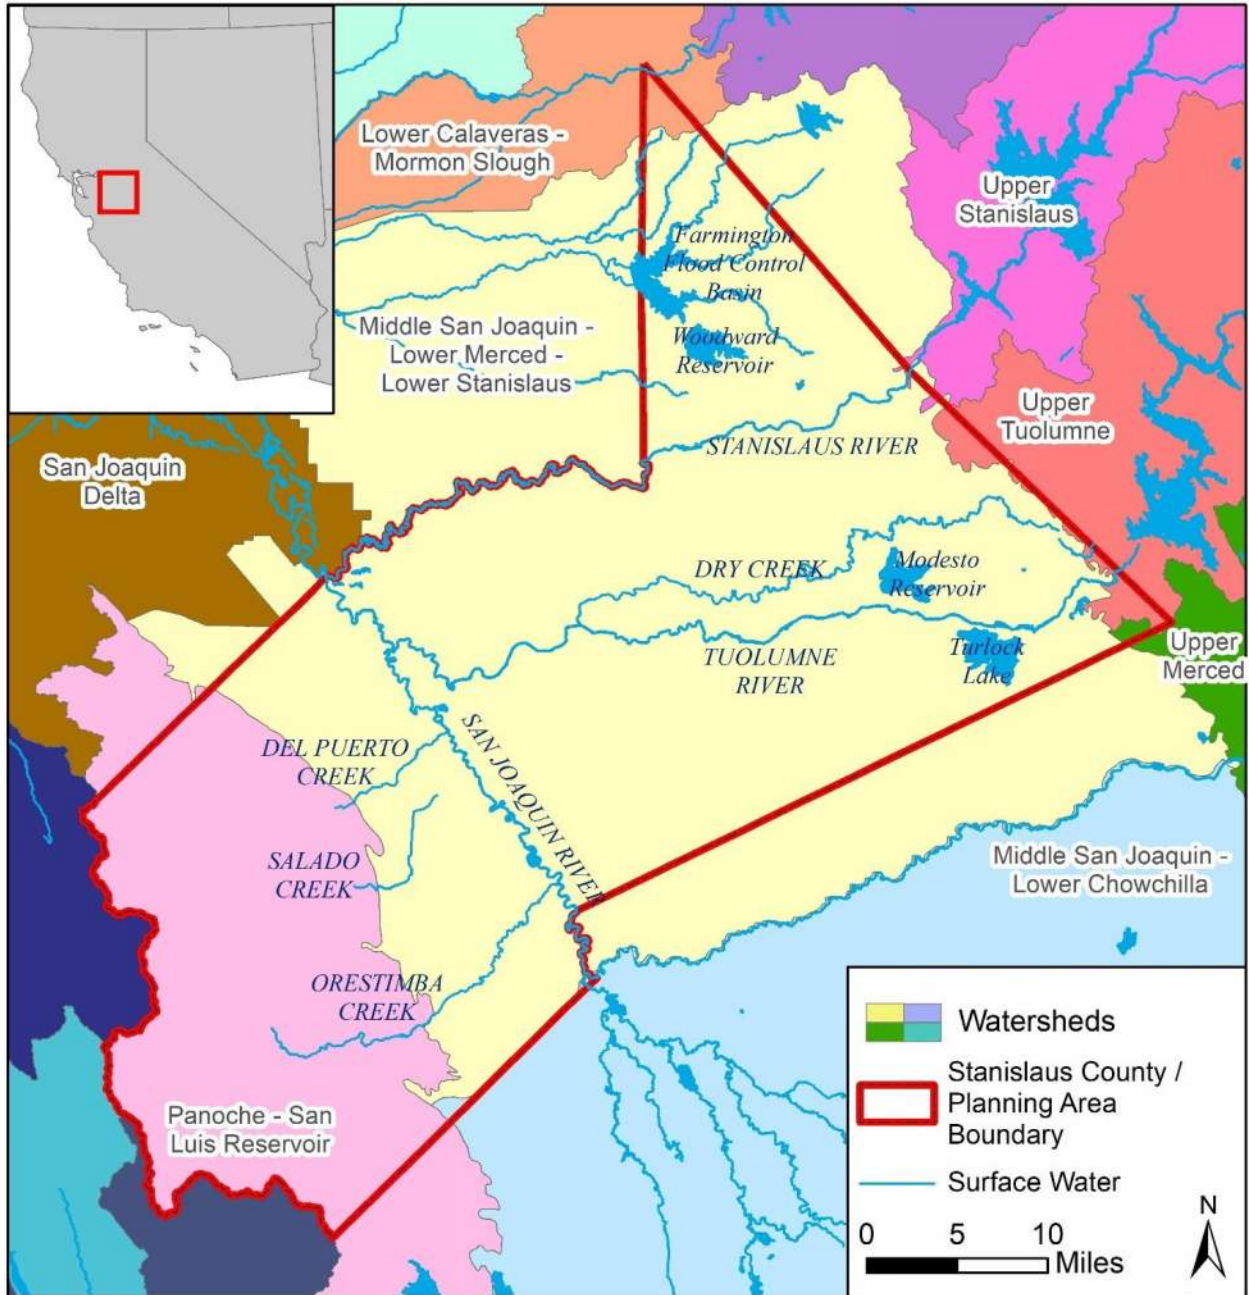 Lower Calaveras -
Mormon Slough
Upper
Stanislaus
Farmington
Flood Control
Basin
Middle San Joaquin -
Lower Merced -
Lower Stanislaus
Woodward
Reservoir
Upper
Tuolumne
STANISLAUS RIVER
San Joaquin
Delta
DRY CREEK
Modesto
Reservoir
TUOLUMNE
RIVER
Turlock
Lake
Upper
Merced
DEL PUERTO
CREEK
SAN JOAQUIN RIVER
SALADO
CREEK
Middle San Joaquin -
Lower Chowchilla
ORESTIMBA
CREEK
Panoche - San
Luis Reservoir
Watersheds
Stanislaus County /
Planning Area
Boundary
Surface Water
N
0 5 10
Miles